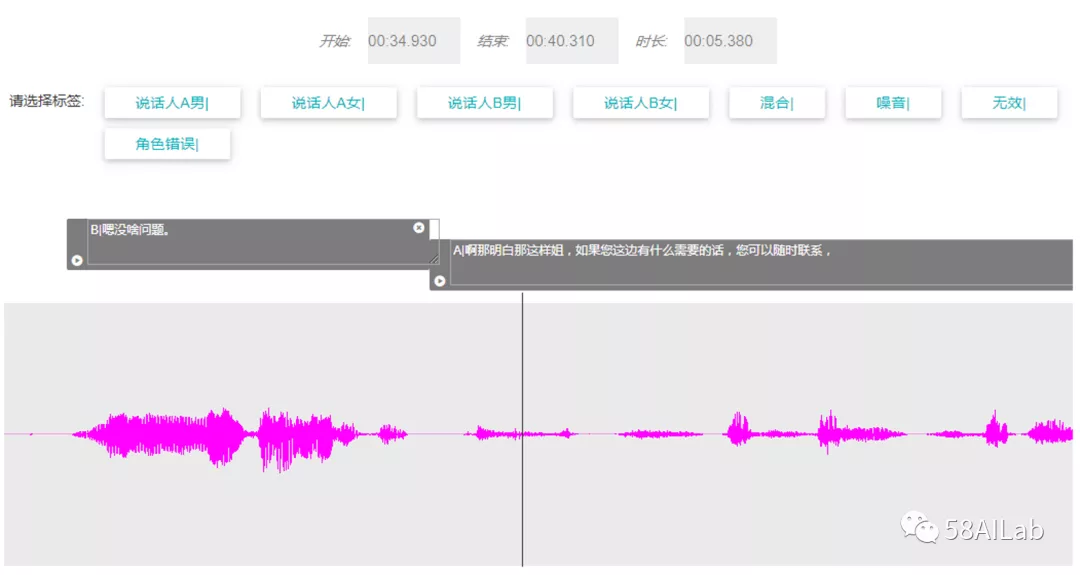 开始: 00:34.930 结束: 00:40.310 时长: 00:05.380
请选择标签: 说话人A男| 说话人A女| 说话人B男| 说话人B女| 混合| 噪音| 无效|
角色错误|
B|嗯没啥问题。
A|啊那明白那这样姐，如果您这边有什么需要的话，您可以随时联系，
58AILab